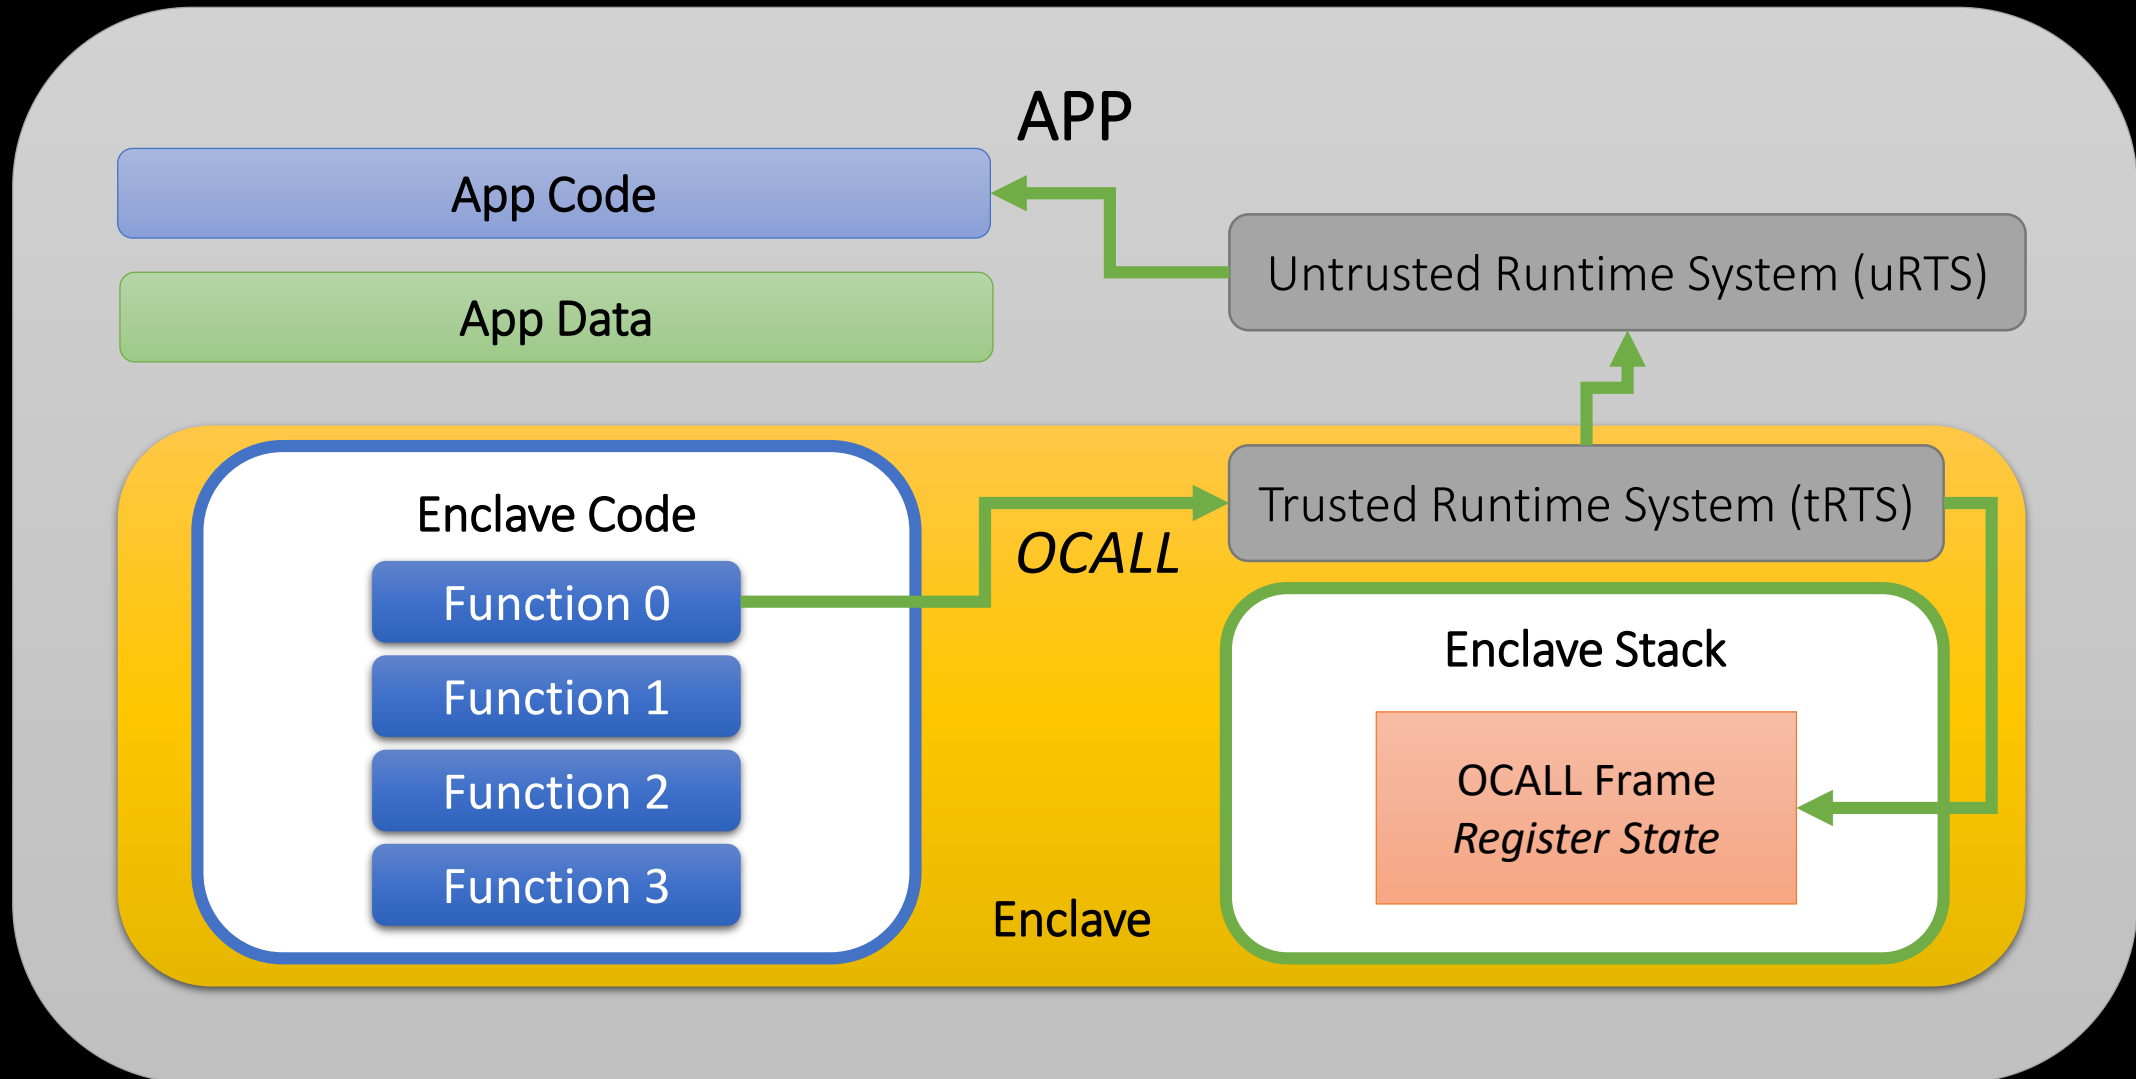 APP
App Code
App Data
Untrusted Runtime System (uRTS)
Enclave Code
Function 0
Function 1
Function 2
Function 3
OCALL
Trusted Runtime System (tRTS)
Enclave Stack
OCALL Frame
Register State
Enclave